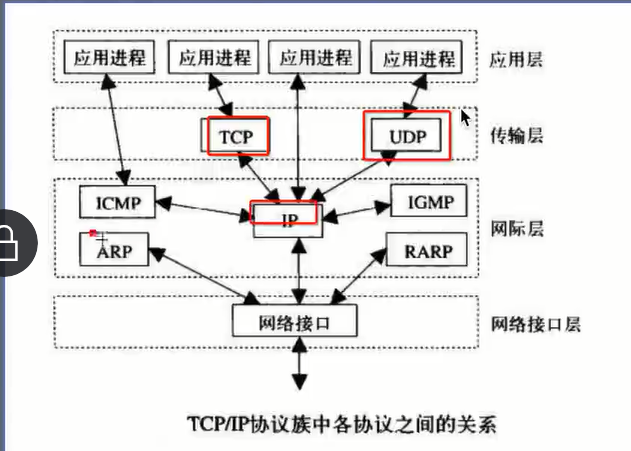 应用进程 应用进程 应用进程 应用进程 应用层
TCP UDP 传输层
ICMP IP IGMP 网际层
ARP RARP
网络接口 网络接口层
TCP/IP协议族中各协议之间的关系